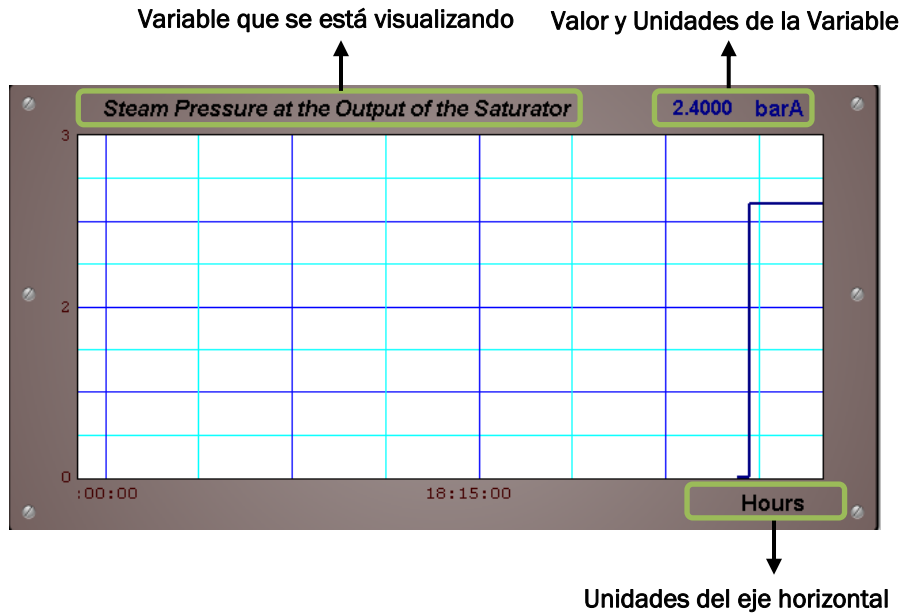 Variable que se está visualizando
Valor y Unidades de la Variable
Steam Pressure at the Output of the Saturator
2.4000 barA
3
2
0
:00:00
18:15:00
Hours
Unidades del eje horizontal